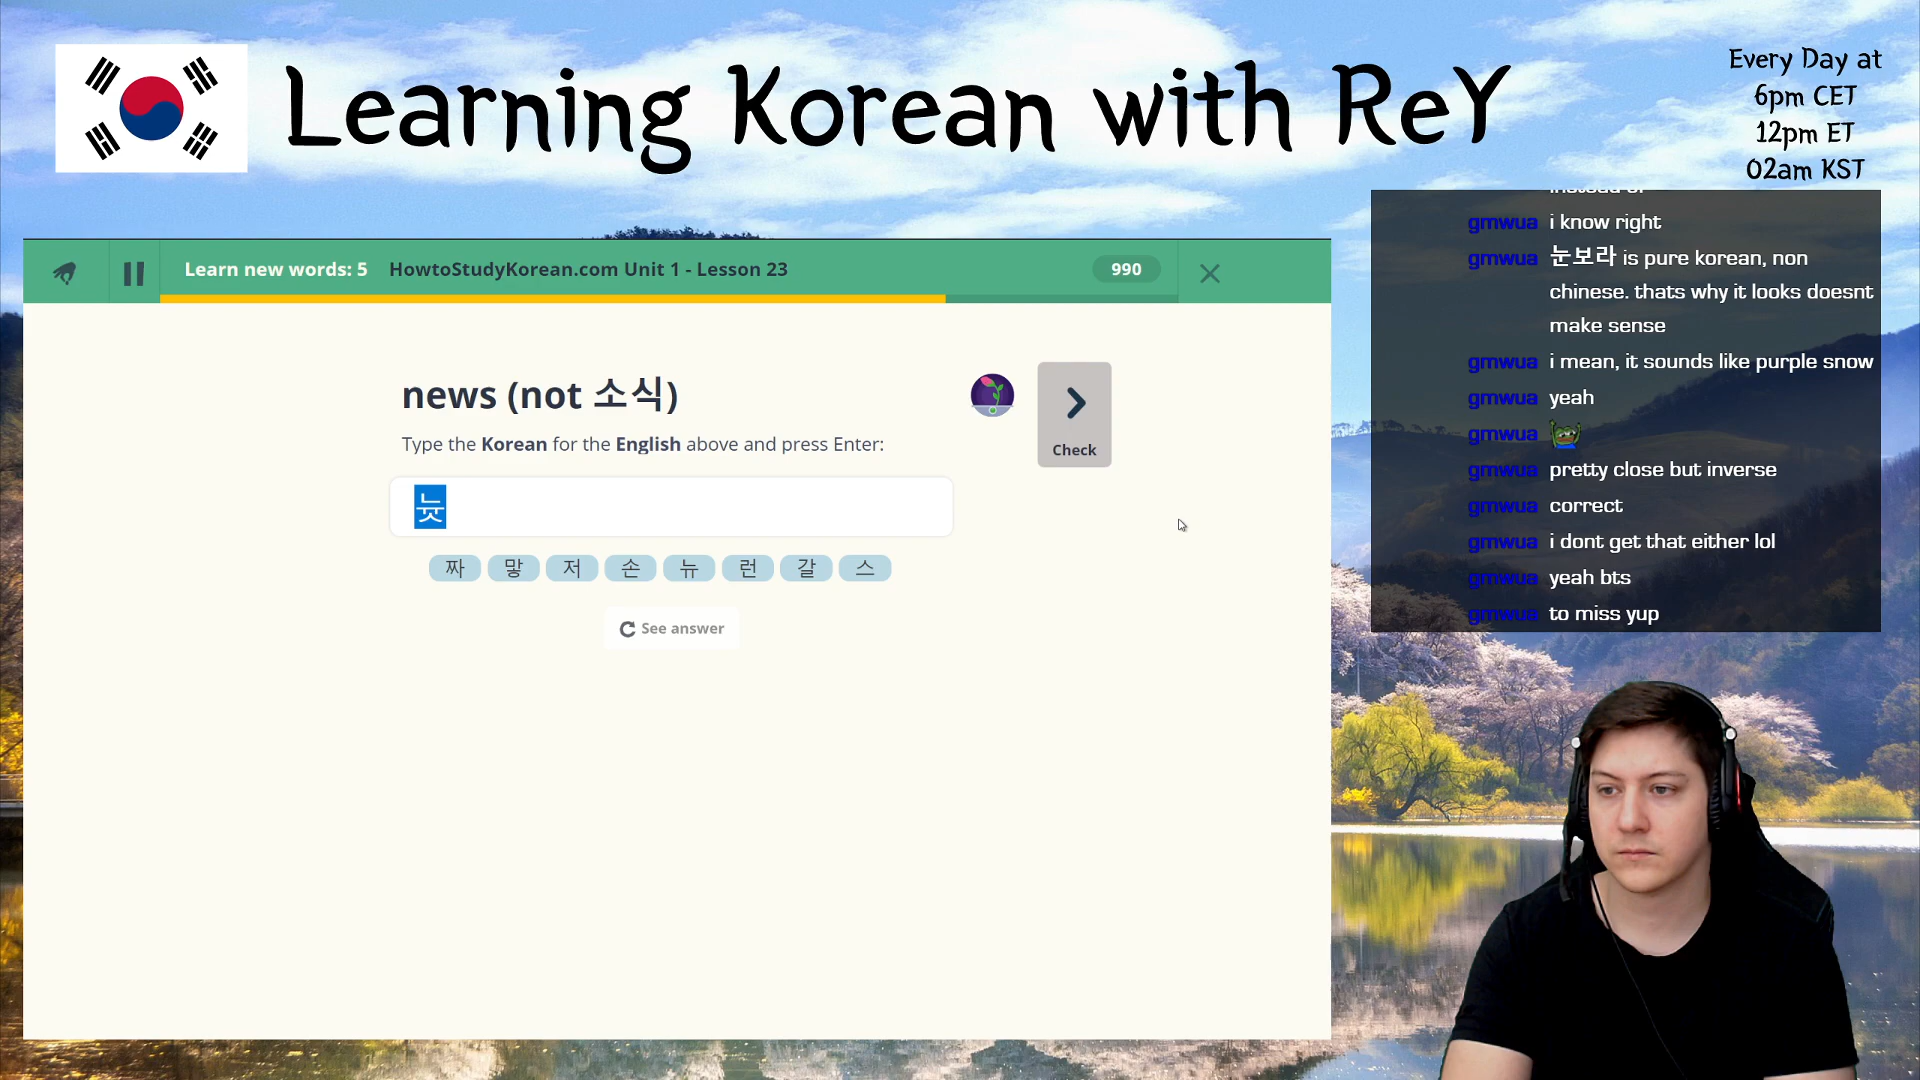 Learning Korean with ReY
Every Day at
6pm CET
12pm ET
02am KST
Learn new words: 5 HowtoStudyKorean.com Unit 1 - Lesson 23
990
news (not 소식)
Type the Korean for the English above and press Enter:
Check
늇
짜 맣 저 손 뉴 런 갈 스
See answer
gmwua i know right
gmwua 눈보라 is pure korean, non
chinese. thats why it looks doesnt
make sense
gmwua i mean, it sounds like purple snow
gmwua yeah
gmwua
gmwua pretty close but inverse
gmwua correct
gmwua i dont get that either lol
gmwua yeah bts
gmwua to miss yup